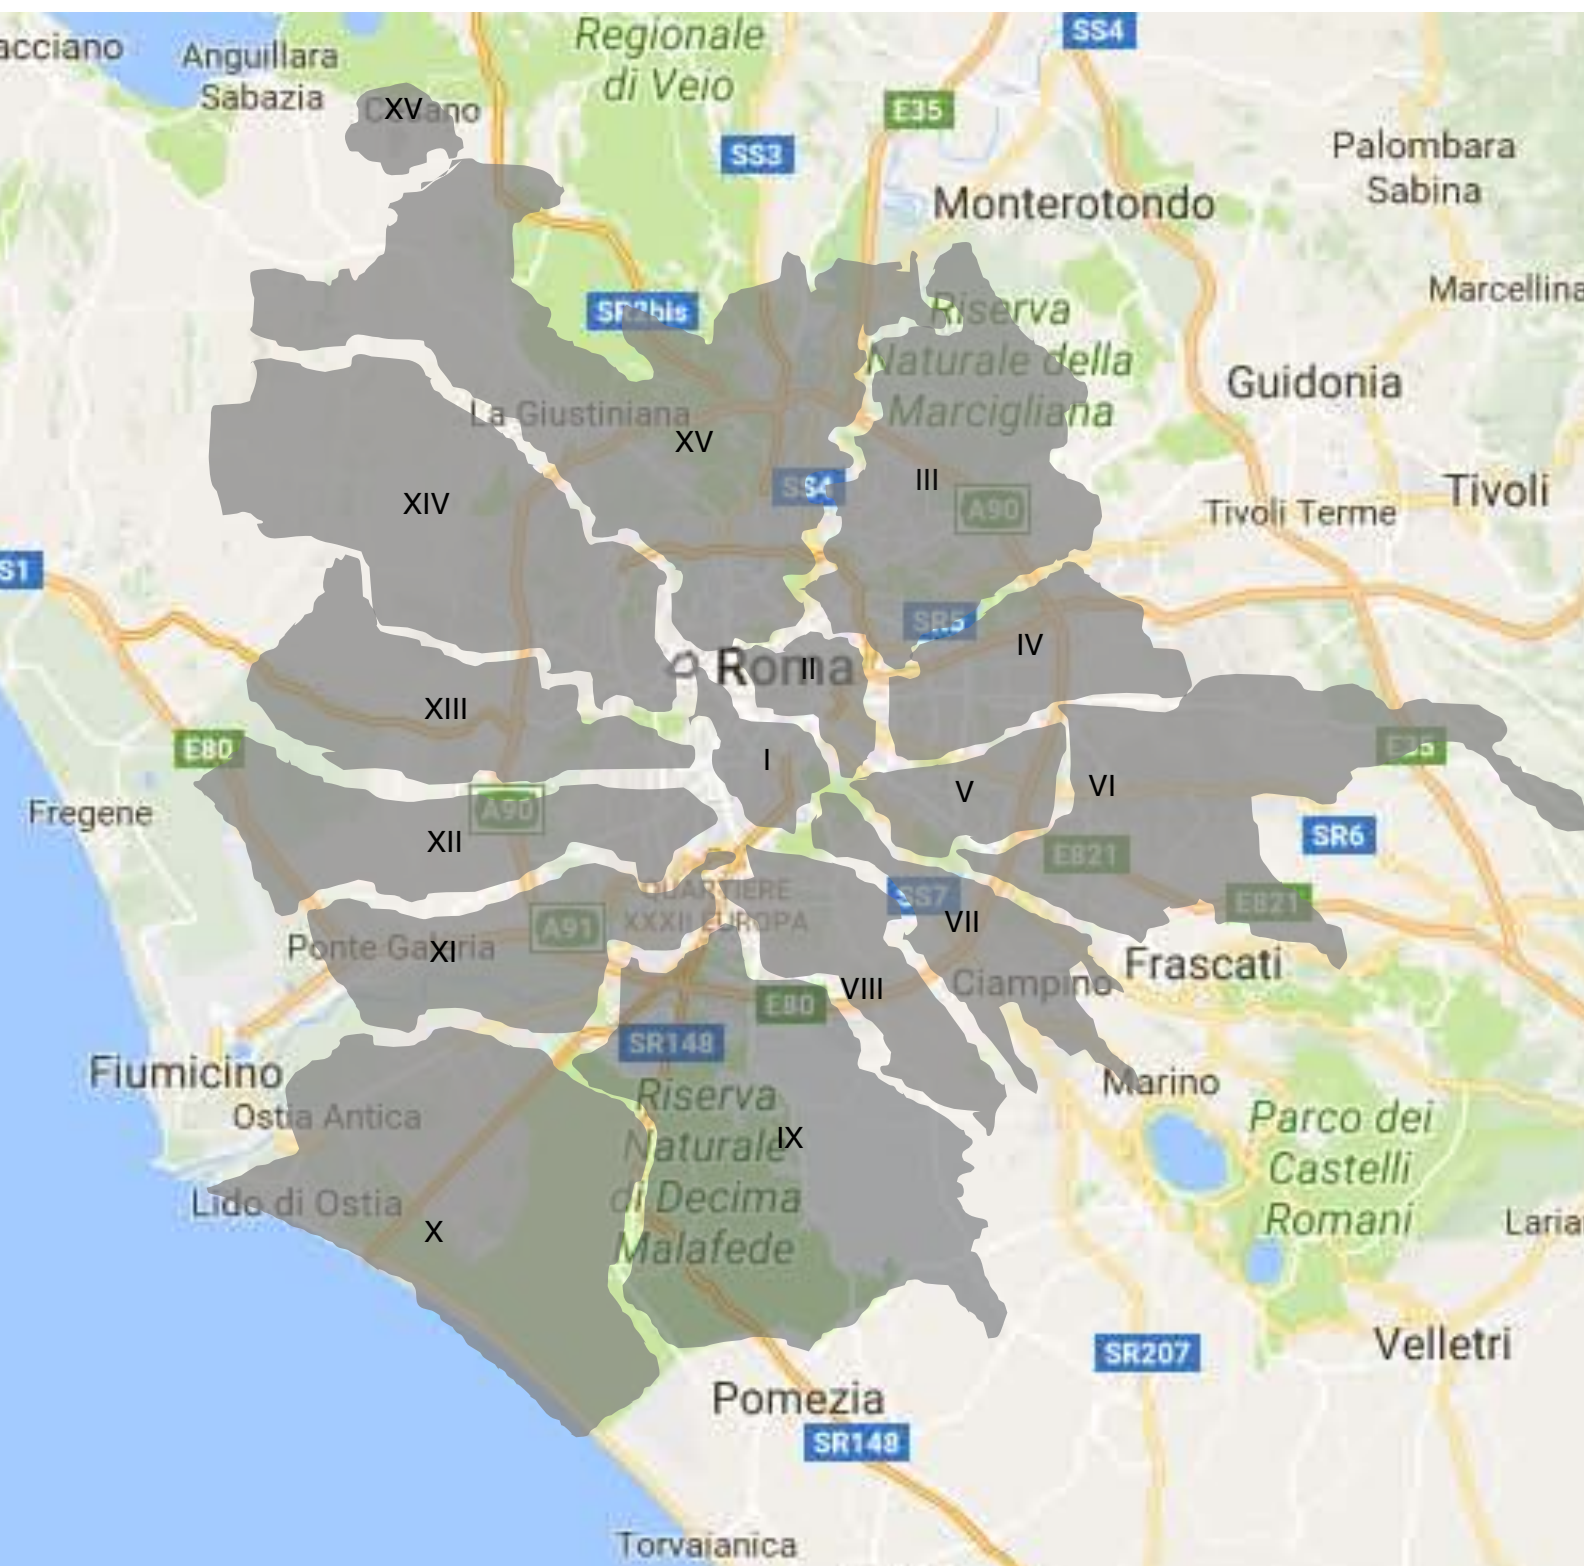 acciano
Anguillara
Sabazia
XV
Regionale
di Veio
SS4
E35
SS3
Palombara
Sabina
Monterotondo
Marcellina
SR2bis
Riserva
Naturale della
Marcigliana
Guidonia
La Giustiniana
XV
XIV
SS4
III
A90
Tivoli
Tivoli Terme
S1
SR5
IV
Roma
II
XIII
E80
I
V
VI
E35
Fregene
A90
XII
SR6
E821
QUARTIERE
XXXII EUROPA
SS7
VII
E821
A91
XI
Frascati
Ciampino
VIII
E80
SR148
Fiumicino
Ostia Antica
Marino
Riserva
Naturale
di Decima
Malafede
IX
Parco dei
Castelli
Romani
Lido di Ostia
X
Laria
SR207
Velletri
Pomezia
SR148
Torvaianica